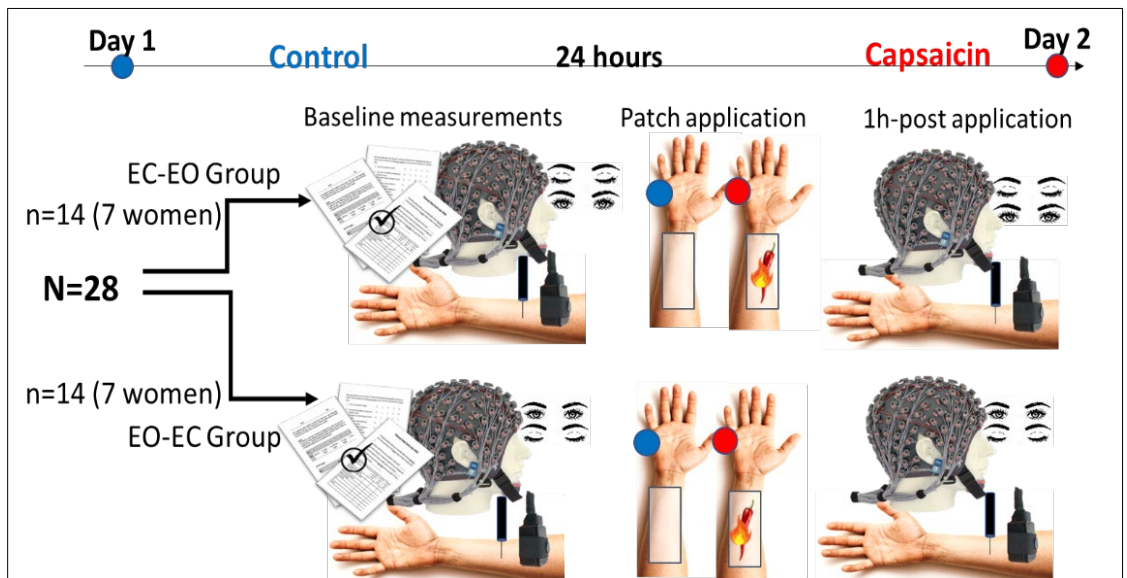 Day 1
Control
24 hours
Capsaicin
Day 2
Baseline measurements
Patch application
1h-post application
EC-EO Group
n=14 (7 women)
N=28
n=14 (7 women)
EO-EC Group